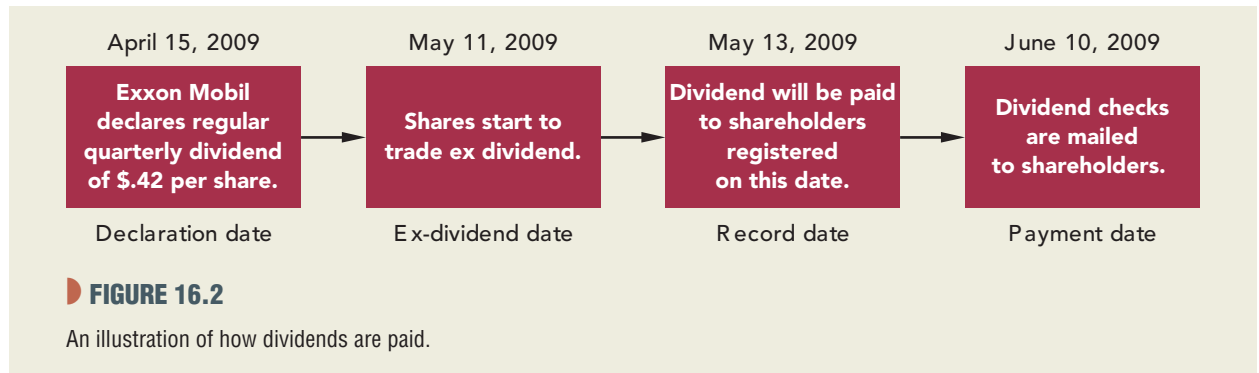 April 15, 2009
May 11, 2009
May 13, 2009
June 10, 2009
Exxon Mobil
declares regular
quarterly dividend
of $.42 per share.
Shares start to
trade ex dividend.
Dividend will be paid
to shareholders
registered
on this date.
Dividend checks
are mailed
to shareholders.
Declaration date
Ex-dividend date
Record date
Payment date
FIGURE 16.2
An illustration of how dividends are paid.